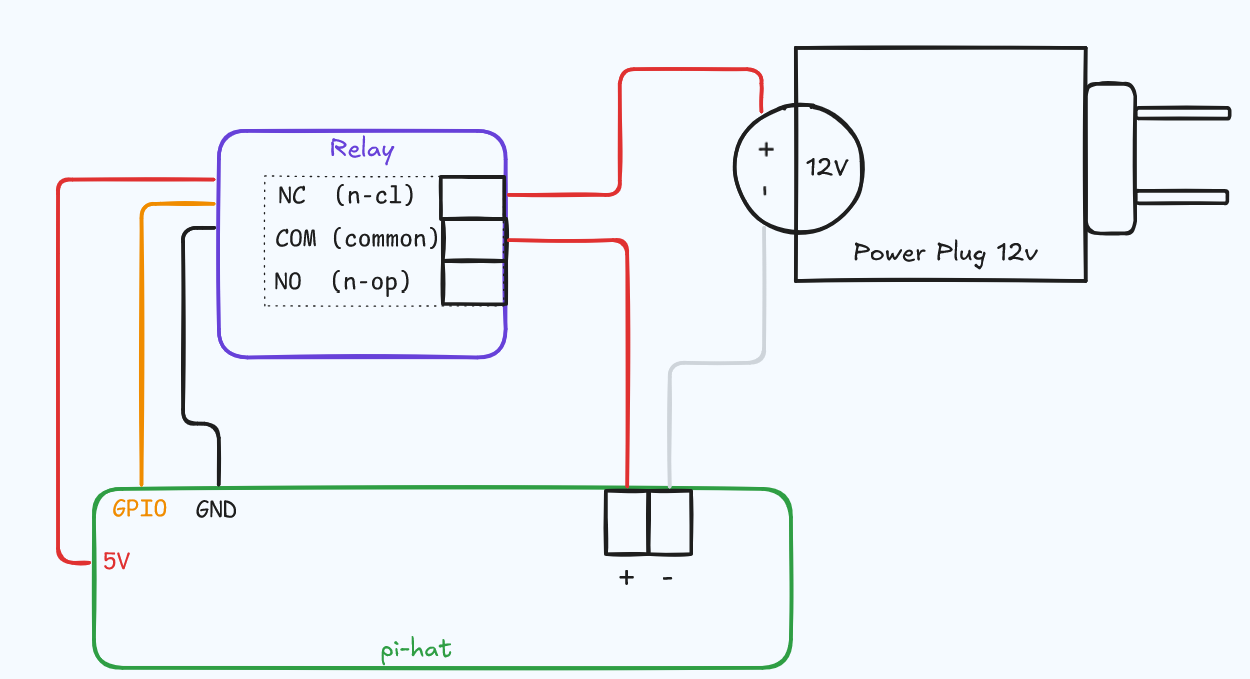 Relay
NC (n-cl)
COM (common)
NO (n-op)
+
-
12V
Power Plug 12v
GPIO
GND
5V
+ -
pi-hat